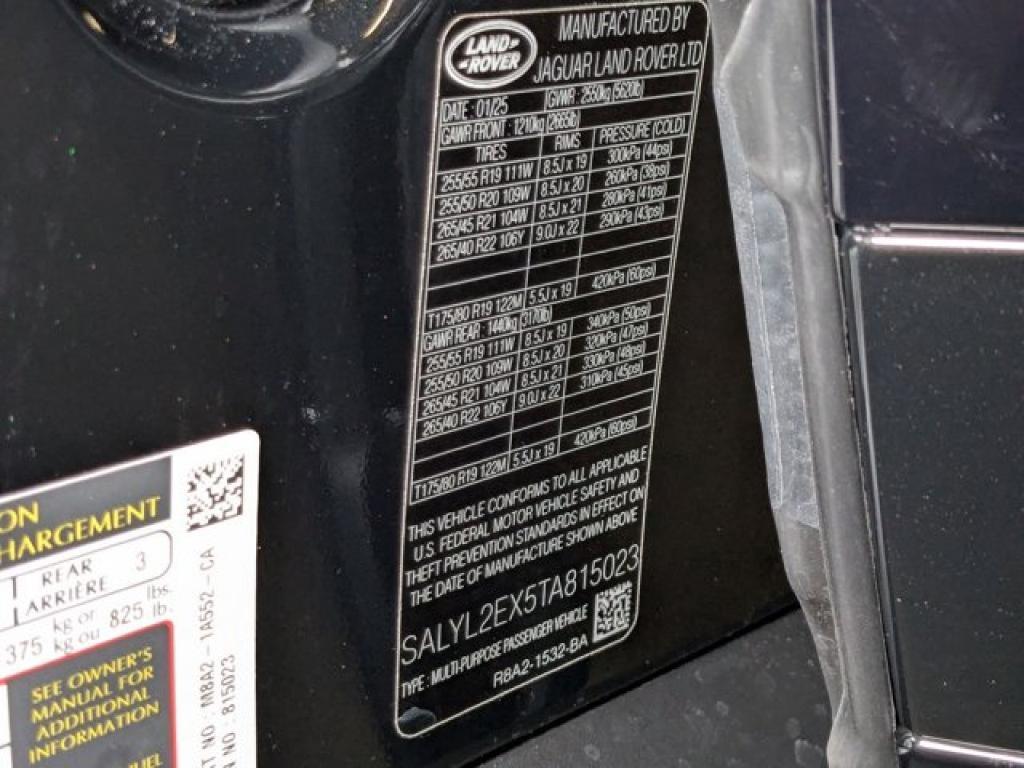 LAND ROVER
MANUFACTURED BY
JAGUAR LAND ROVER LTD
DATE : 01/25 GVWR : 2550kg (5620lb)
GAWR FRONT : 1210kg (2665lb)
TIRES RIMS PRESSURE (COLD)
255/55 R19 111W 8.5J x 19 300kPa (44psi)
255/50 R20 109W 8.5J x 20 260kPa (38psi)
265/45 R21 104W 8.5J x 21 280kPa (41psi)
265/40 R22 106Y 9.0J x 22 290kPa (43psi)
T175/80 R19 122M 5.5J x 19 420kPa (60psi)
GAWR REAR : 1440kg (3170lb)
255/55 R19 111W 8.5J x 19 340kPa (50psi)
255/50 R20 109W 8.5J x 20 320kPa (47psi)
265/45 R21 104W 8.5J x 21 330kPa (48psi)
265/40 R22 106Y 9.0J x 22 310kPa (45psi)
T175/80 R19 122M 5.5J x 19 420kPa (60psi)
THIS VEHICLE CONFORMS TO ALL APPLICABLE
U.S. FEDERAL MOTOR VEHICLE SAFETY AND
THEFT PREVENTION STANDARDS IN EFFECT ON
THE DATE OF MANUFACTURE SHOWN ABOVE
SALYL2EX5TA815023
TYPE : MULTI-PURPOSE PASSENGER VEHICLE
R8A2-1532-BA
ON
HARGEMENT
REAR 3
ARRIÈRE
375 kg or 825 lbs.
kg ou lb.
SEE OWNER'S
MANUAL FOR
ADDITIONAL
INFORMATION
UEL
RT NO : M8A2 - 1A552 - CA
N NO : 815023